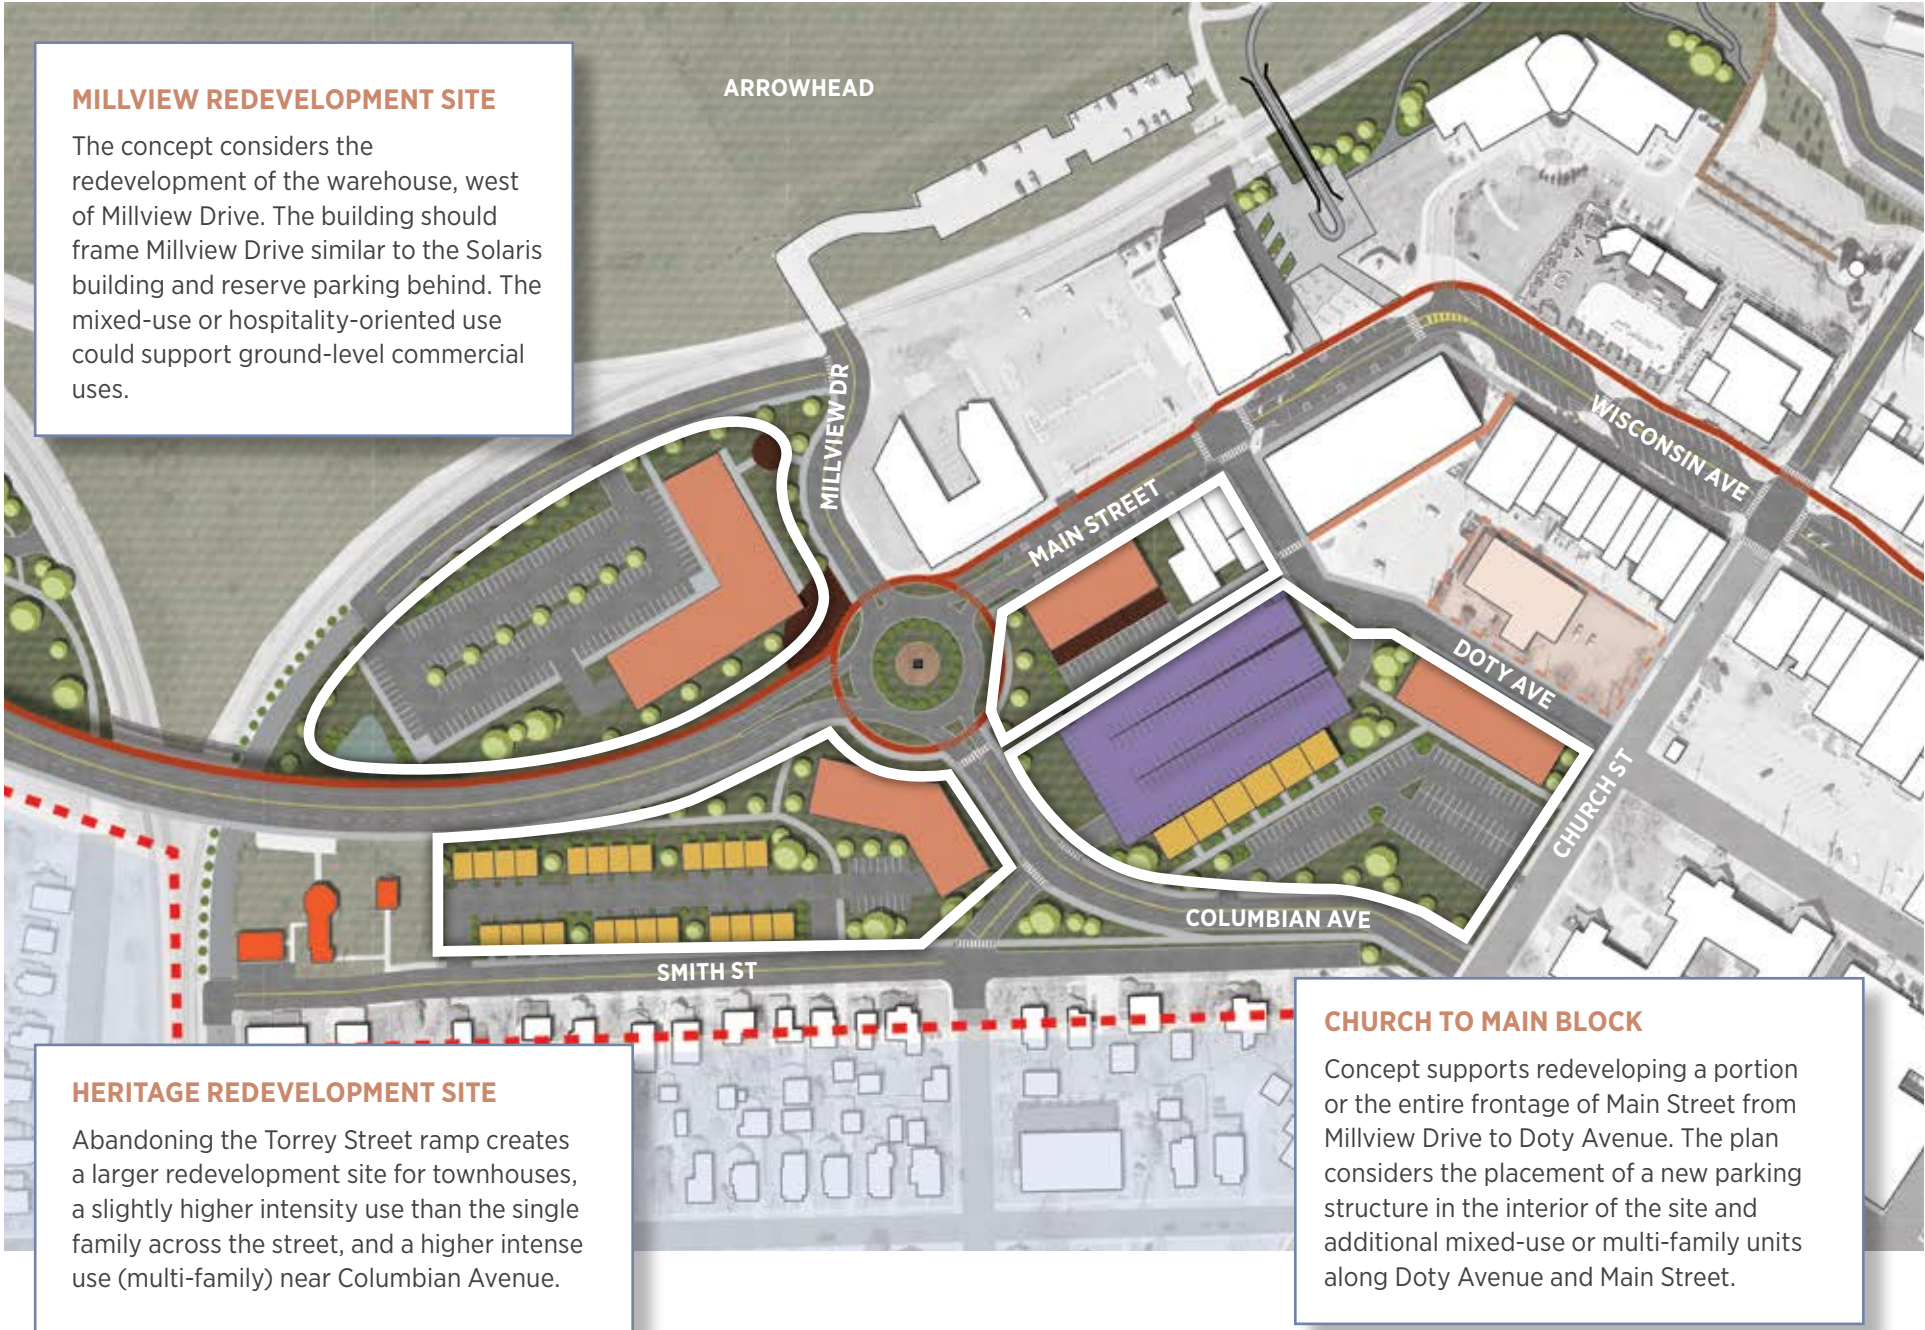 MILLVIEW REDEVELOPMENT SITE
The concept considers the
redevelopment of the warehouse, west
of Millview Drive. The building should
frame Millview Drive similar to the Solaris
building and reserve parking behind. The
mixed-use or hospitality-oriented use
could support ground-level commercial
uses.
ARROWHEAD
MILLVIEW DR
MAIN STREET
WISCONSIN AVE
DOTY AVE
CHURCH ST
COLUMBIAN AVE
SMITH ST
HERITAGE REDEVELOPMENT SITE
Abandoning the Torrey Street ramp creates
a larger redevelopment site for townhouses,
a slightly higher intensity use than the single
family across the street, and a higher intense
use (multi-family) near Columbian Avenue.
CHURCH TO MAIN BLOCK
Concept supports redeveloping a portion
or the entire frontage of Main Street from
Millview Drive to Doty Avenue. The plan
considers the placement of a new parking
structure in the interior of the site and
additional mixed-use or multi-family units
along Doty Avenue and Main Street.